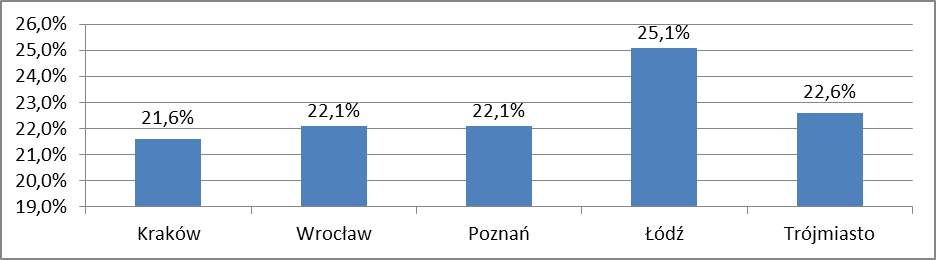 26,0%
25,0%
24,0%
23,0%
22,0%
21,0%
20,0%
19,0%
21,6%
22,1%
22,1%
25,1%
22,6%
Kraków
Wrocław
Poznań
Łódź
Trójmiasto